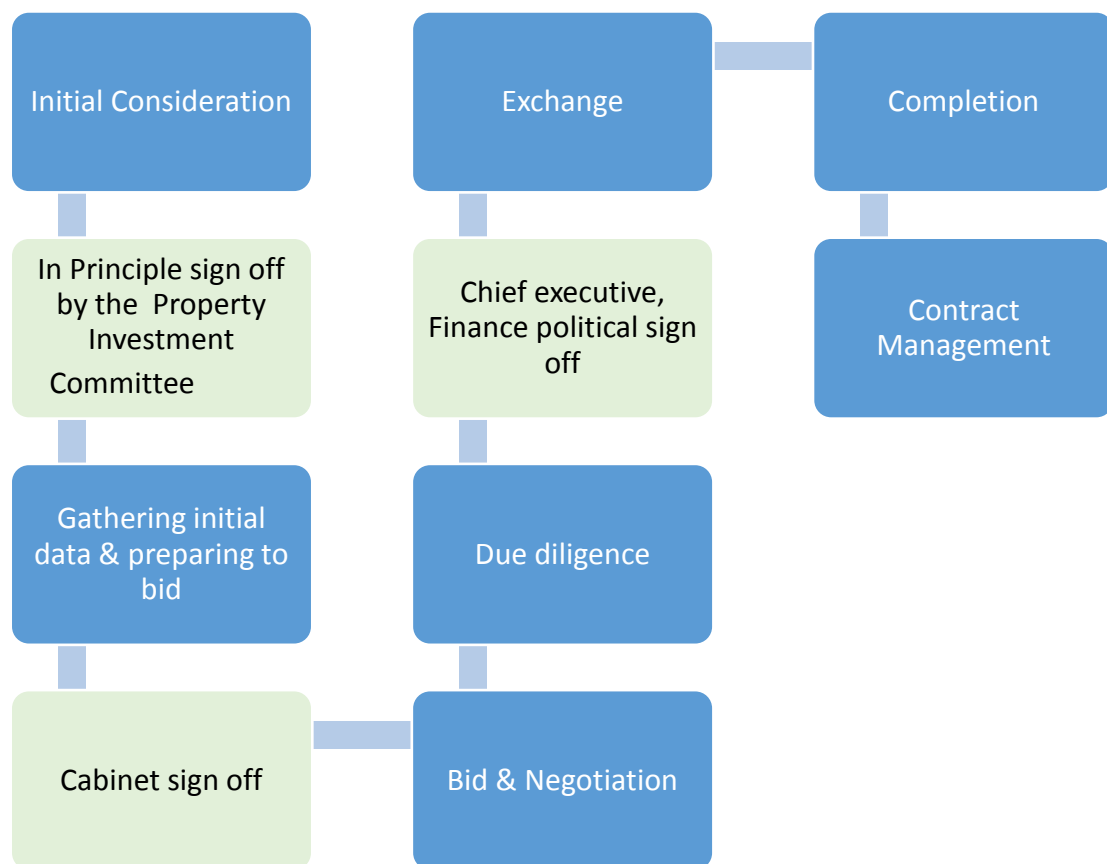 Initial Consideration
In Principle sign off
by the  Property
Investment
Committee
Gathering initial
data & preparing to
bid
Cabinet sign off
Bid & Negotiation
Due diligence
Chief executive,
Finance political sign
off
Exchange
Completion
Contract
Management